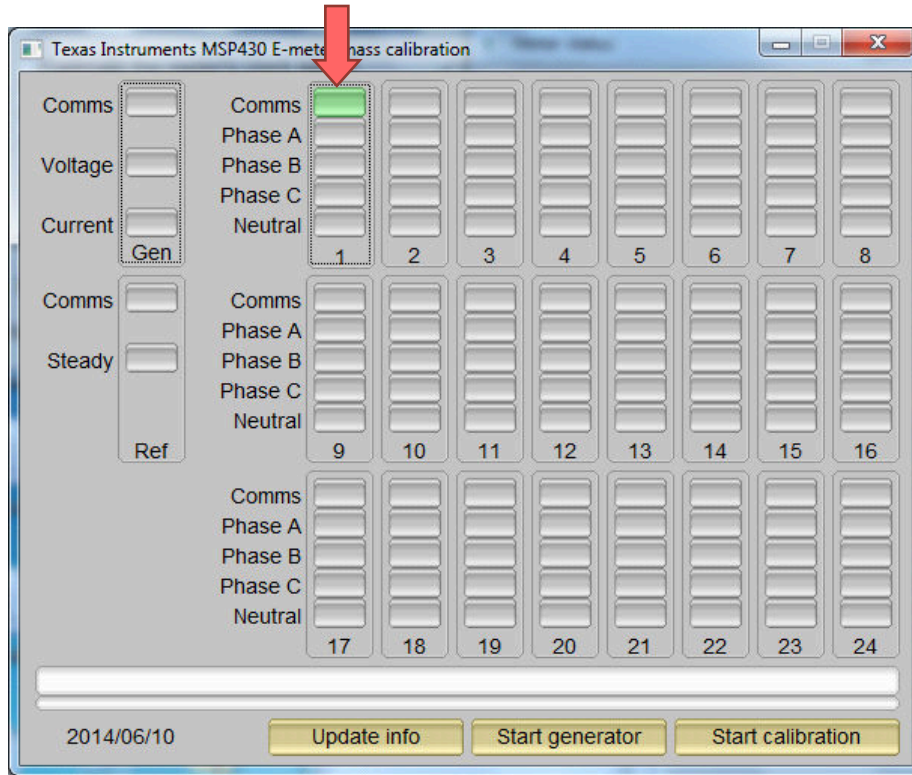 Texas Instruments MSP430 E-meter mass calibration
Comms Comms
Phase A
Voltage Phase B
Phase C
Current Neutral
Gen 1 2 3 4 5 6 7 8
Comms Comms
Phase A
Steady Phase B
Phase C
Neutral
Ref 9 10 11 12 13 14 15 16
Comms
Phase A
Phase B
Phase C
Neutral
17 18 19 20 21 22 23 24
2014/06/10 Update info Start generator Start calibration